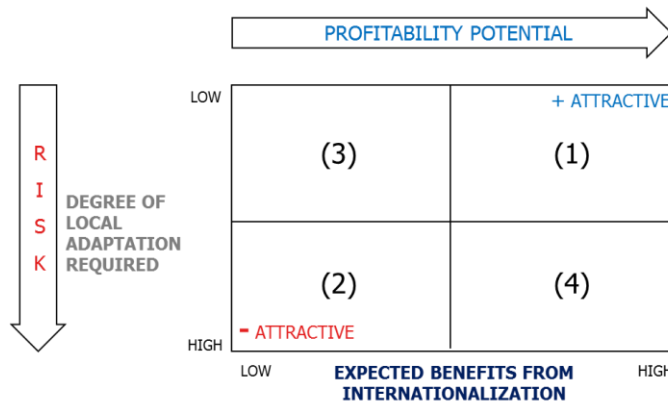 PROFITABILITY POTENTIAL
LOW
+ ATTRACTIVE
(3)
(1)
R
I
S
K
DEGREE OF
LOCAL
ADAPTATION
REQUIRED
(2)
(4)
- ATTRACTIVE
HIGH
LOW
EXPECTED BENEFITS FROM
INTERNATIONALIZATION
HIGH